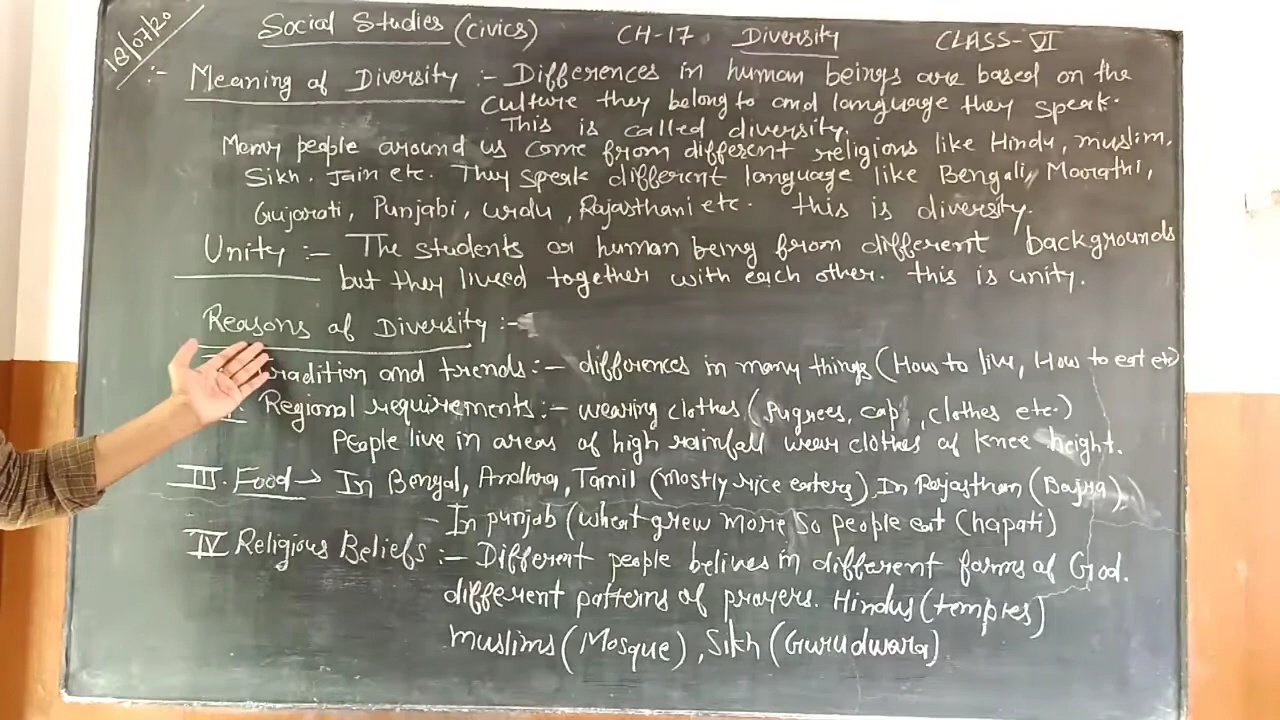 18/07/20
Social Studies (civics) CH-17. Diversity CLASS-VI
:- Meaning of Diversity :- Differences in human beings are based on the
culture they belong to and language they speak.
This is called diversity.
Many people around us come from different religions like Hindu, muslim,
Sikh. Jain etc. They speak different language like Bengali, Marathi,
Gujarati, Punjabi, urdu, Rajasthani etc. this is diversity.
Unity :- The students or human being from different backgrounds
but they lived together with each other. this is unity.
Reasons of Diversity :-
tradition and trends:- differences in many things (How to live, How to eat etc)
Regional requirements:- wearing clothes (Pugrees, cap, clothes etc.)
People live in areas of high rainfall wear clothes of knee height.
III. Food → In Bengal, Andhra, Tamil (mostly rice eaters), In Rajasthan (Bajra),
- In punjab (wheat grew more so people eat Chapati)
IV Religious Beliefs :- Different people belives in different forms of God.
different patterns of prayers. Hindus (temples)
muslims (Mosque), Sikh (Gurudwara)